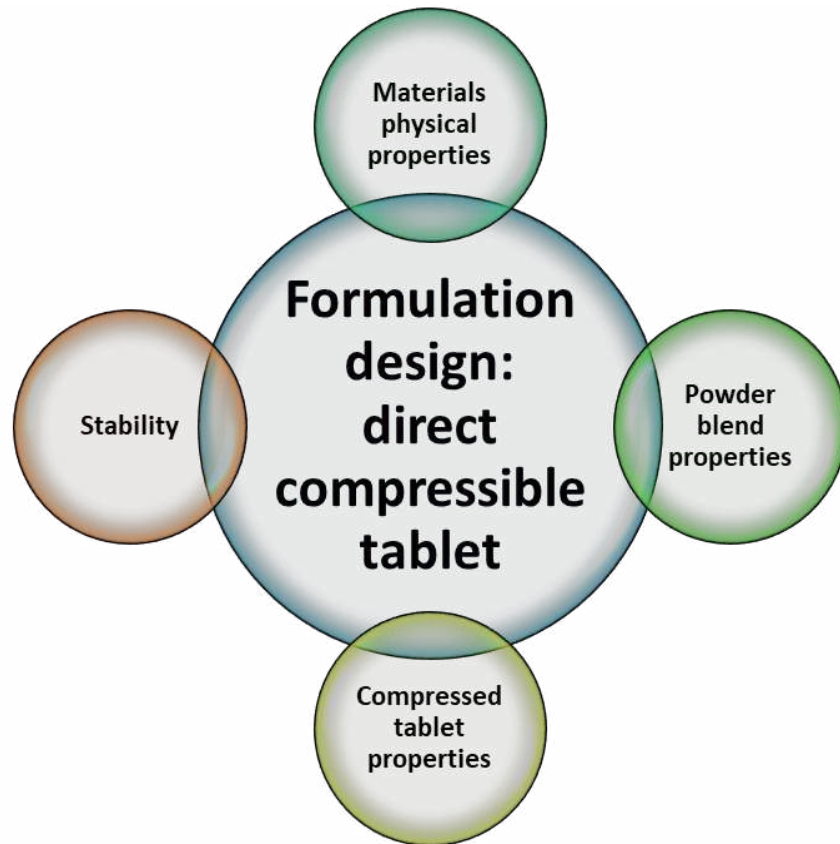 Materials
physical
properties
Formulation
design:
direct
compressible
tablet
Stability
Powder
blend
properties
Compressed
tablet
properties